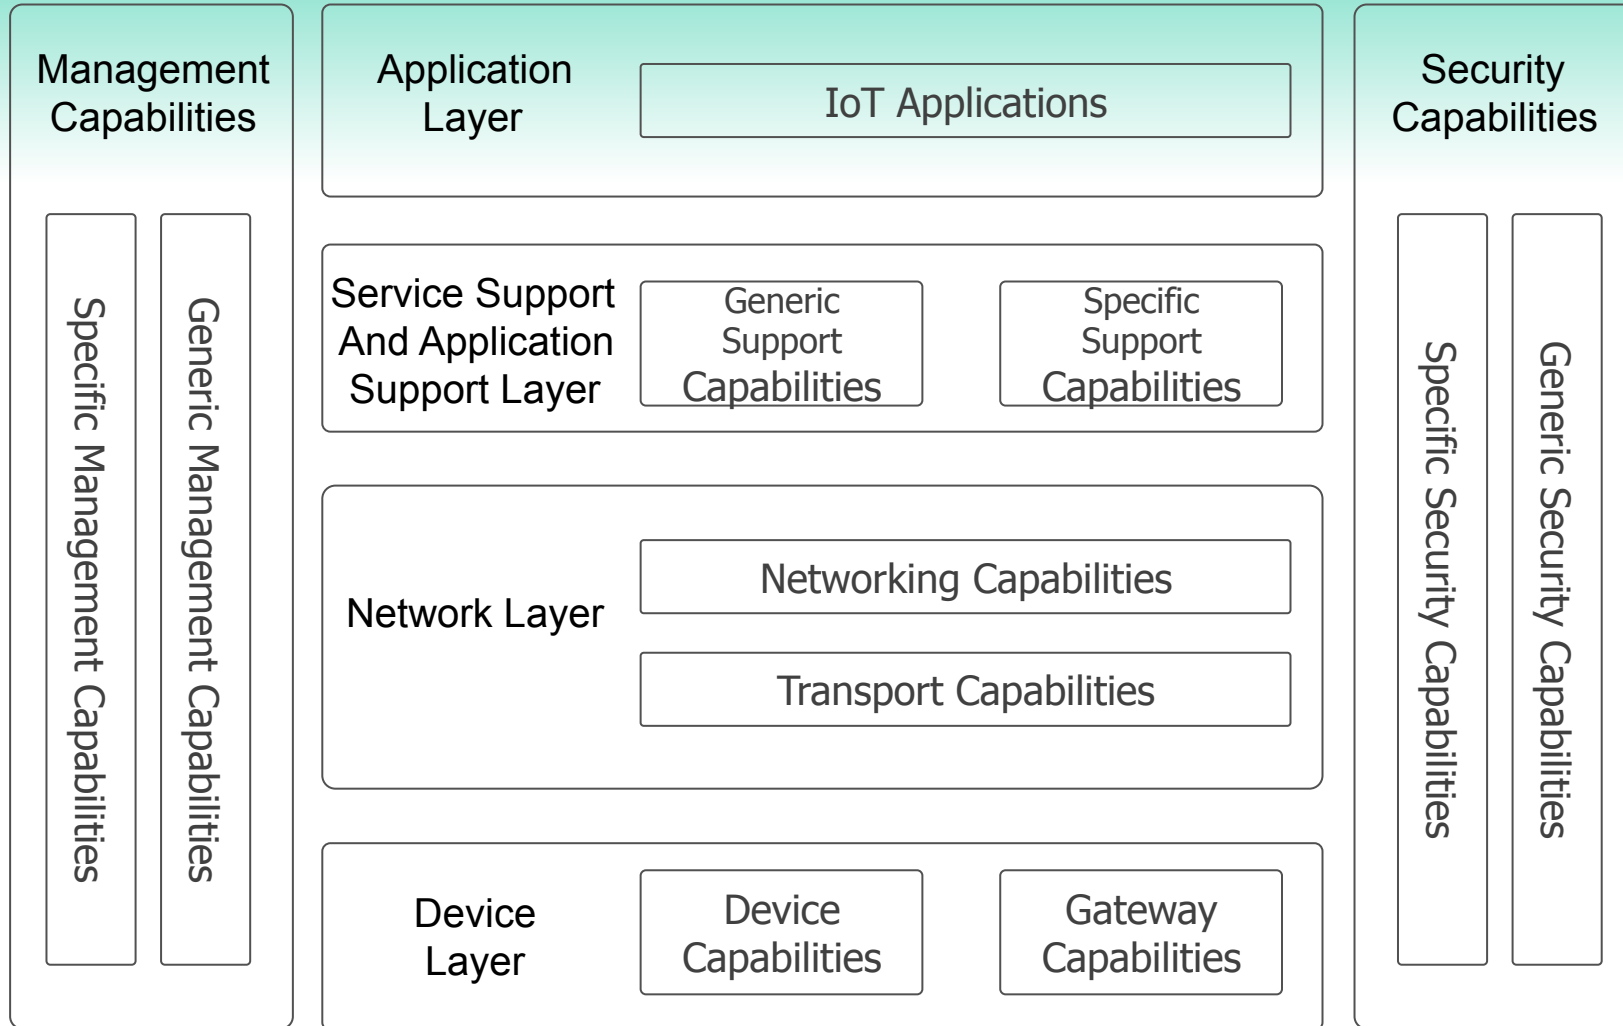 Management
Capabilities
Specific Management Capabilities
Generic Management Capabilities
Application
Layer
IoT Applications
Service Support
And Application
Support Layer
Generic
Support
Capabilities
Specific
Support
Capabilities
Network Layer
Networking Capabilities
Transport Capabilities
Device
Layer
Device
Capabilities
Gateway
Capabilities
Security
Capabilities
Specific Security Capabilities
Generic Security Capabilities